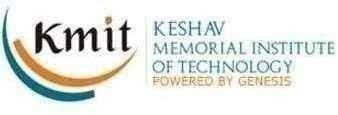 Kmit
KESHAV
MEMORIAL INSTITUTE
OF TECHNOLOGY
POWERED BY GENESIS